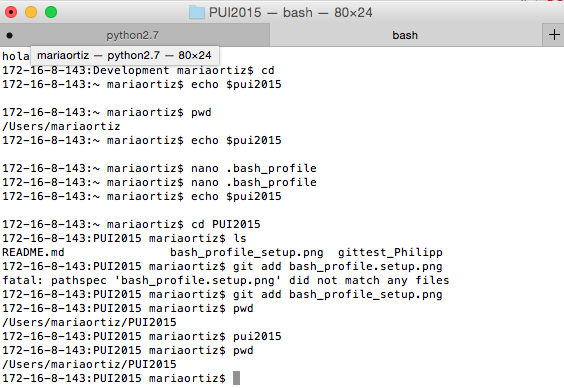 PUI2015 — bash — 80×24
python2.7
bash
hola
mariaortiz — python2.7 — 80×24
172-16-8-143:Development mariaortiz$ cd
172-16-8-143:~ mariaortiz$ echo $pui2015
172-16-8-143:~ mariaortiz$ pwd
/Users/mariaortiz
172-16-8-143:~ mariaortiz$ echo $pui2015
172-16-8-143:~ mariaortiz$ nano .bash_profile
172-16-8-143:~ mariaortiz$ nano .bash_profile
172-16-8-143:~ mariaortiz$ echo $pui2015
172-16-8-143:~ mariaortiz$ cd PUI2015
172-16-8-143:PUI2015 mariaortiz$ ls
README.md bash_profile_setup.png gittest_Philipp
172-16-8-143:PUI2015 mariaortiz$ git add bash_profile.setup.png
fatal: pathspec 'bash_profile.setup.png' did not match any files
172-16-8-143:PUI2015 mariaortiz$ git add bash_profile_setup.png
172-16-8-143:PUI2015 mariaortiz$ pwd
/Users/mariaortiz/PUI2015
172-16-8-143:PUI2015 mariaortiz$ pui2015
172-16-8-143:PUI2015 mariaortiz$ pwd
/Users/mariaortiz/PUI2015
172-16-8-143:PUI2015 mariaortiz$